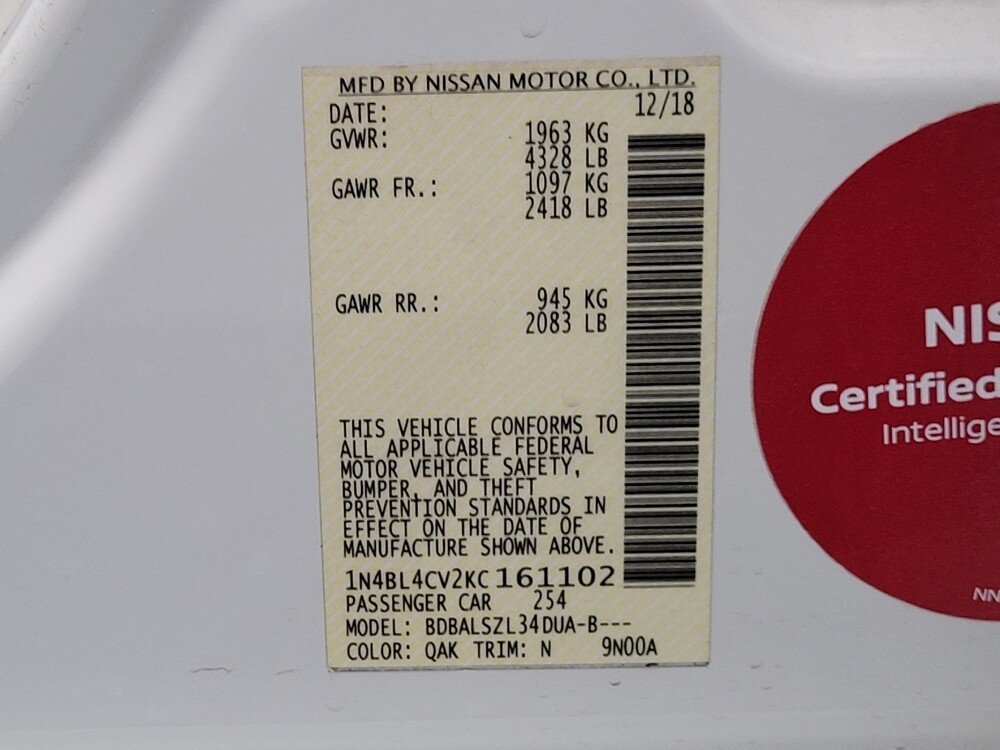 MFD BY NISSAN MOTOR CO., LTD.
DATE: 12/18
GVWR: 1963 KG
4328 LB
GAWR FR.: 1097 KG
2418 LB
GAWR RR.: 945 KG
2083 LB
THIS VEHICLE CONFORMS TO
ALL APPLICABLE FEDERAL
MOTOR VEHICLE SAFETY,
BUMPER, AND THEFT
PREVENTION STANDARDS IN
EFFECT ON THE DATE OF
MANUFACTURE SHOWN ABOVE.
1N4BL4CV2KC161102
PASSENGER CAR 254
MODEL: BDBALSZL34DUA-B---
COLOR: QAK TRIM: N 9N00A
NIS
Certified
Intellige
NN